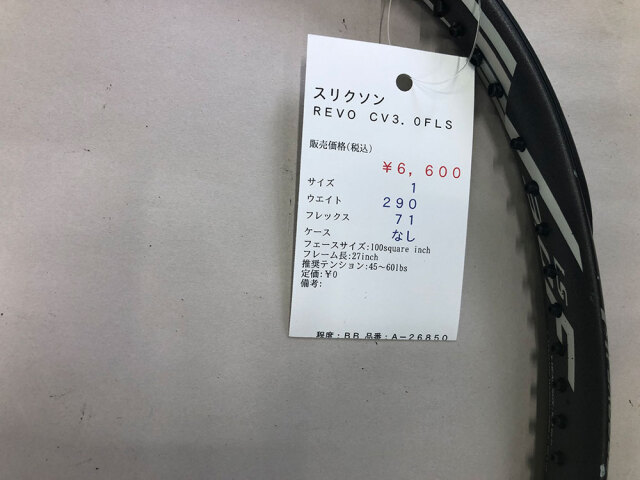 スリクソン
REVO CV3.0FLS
販売価格(税込)
¥6,600
サイズ 1
ウエイト 290
フレックス 71
ケース なし
フェースサイズ:100square inch
フレーム長:27inch
推奨テンション:45～60lbs
定価:¥0
備考:
程度:BB 品番:A-26850